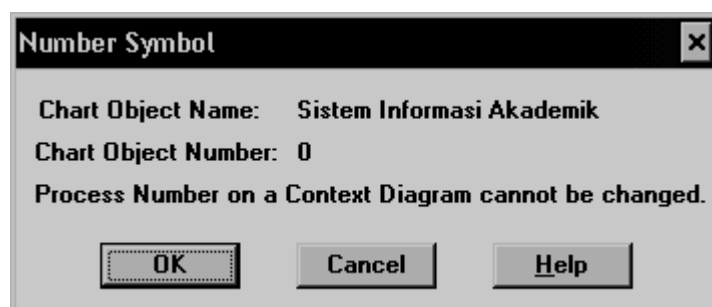 Number Symbol
Chart Object Name: Sistem Informasi Akademik
Chart Object Number: 0
Process Number on a Context Diagram cannot be changed.
OK Cancel Help